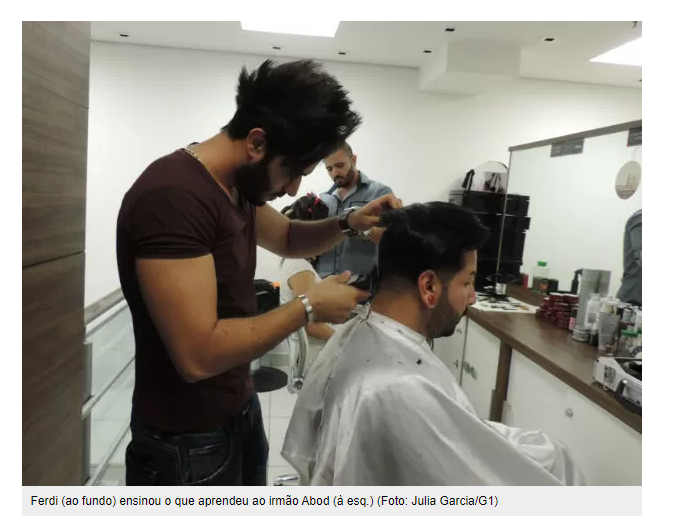 Ferdi (ao fundo) ensinou o que aprendeu ao irmão Abod (à esq.) (Foto: Julia Garcia/G1)